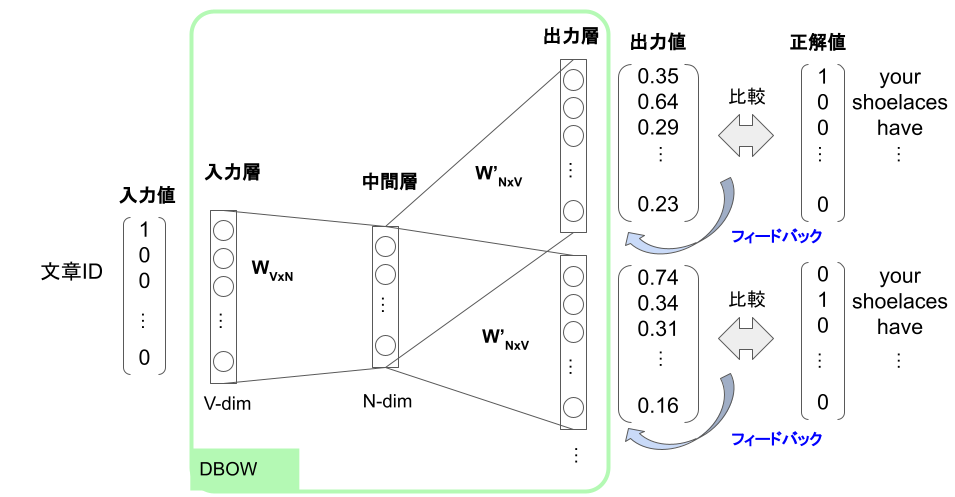 入力値
1
0
0
⋮
0
文章ID
入力層
W VxN
V-dim
中間層
N-dim
出力層
W' NxV
W' NxV
⋮
DBOW
出力値
0.35
0.64
0.29
⋮
0.23
比較
フィードバック
正解値
1
0
0
⋮
0
your
shoelaces
have
⋮
0.74
0.34
0.31
⋮
0.16
比較
フィードバック
0
1
0
⋮
0
your
shoelaces
have
⋮